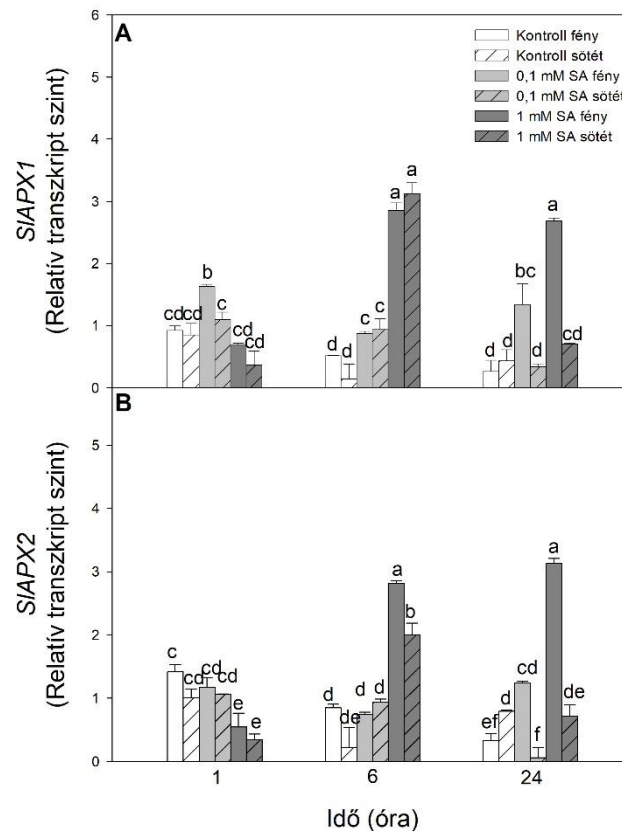 A
6
5
4
3
2
1
0
SlAPX1
(Relatív transzkript szint)
Kontroll fény
Kontroll sötét
0,1 mM SA fény
0,1 mM SA sötét
1 mM SA fény
1 mM SA sötét
cd cd b c cd cd
d d c c a a
d d bc d a cd
B
5
4
3
2
1
0
SlAPX2
(Relatív transzkript szint)
c cd cd cd e e
d de d d a b
ef d cd f a de
1 6 24
Idő (óra)